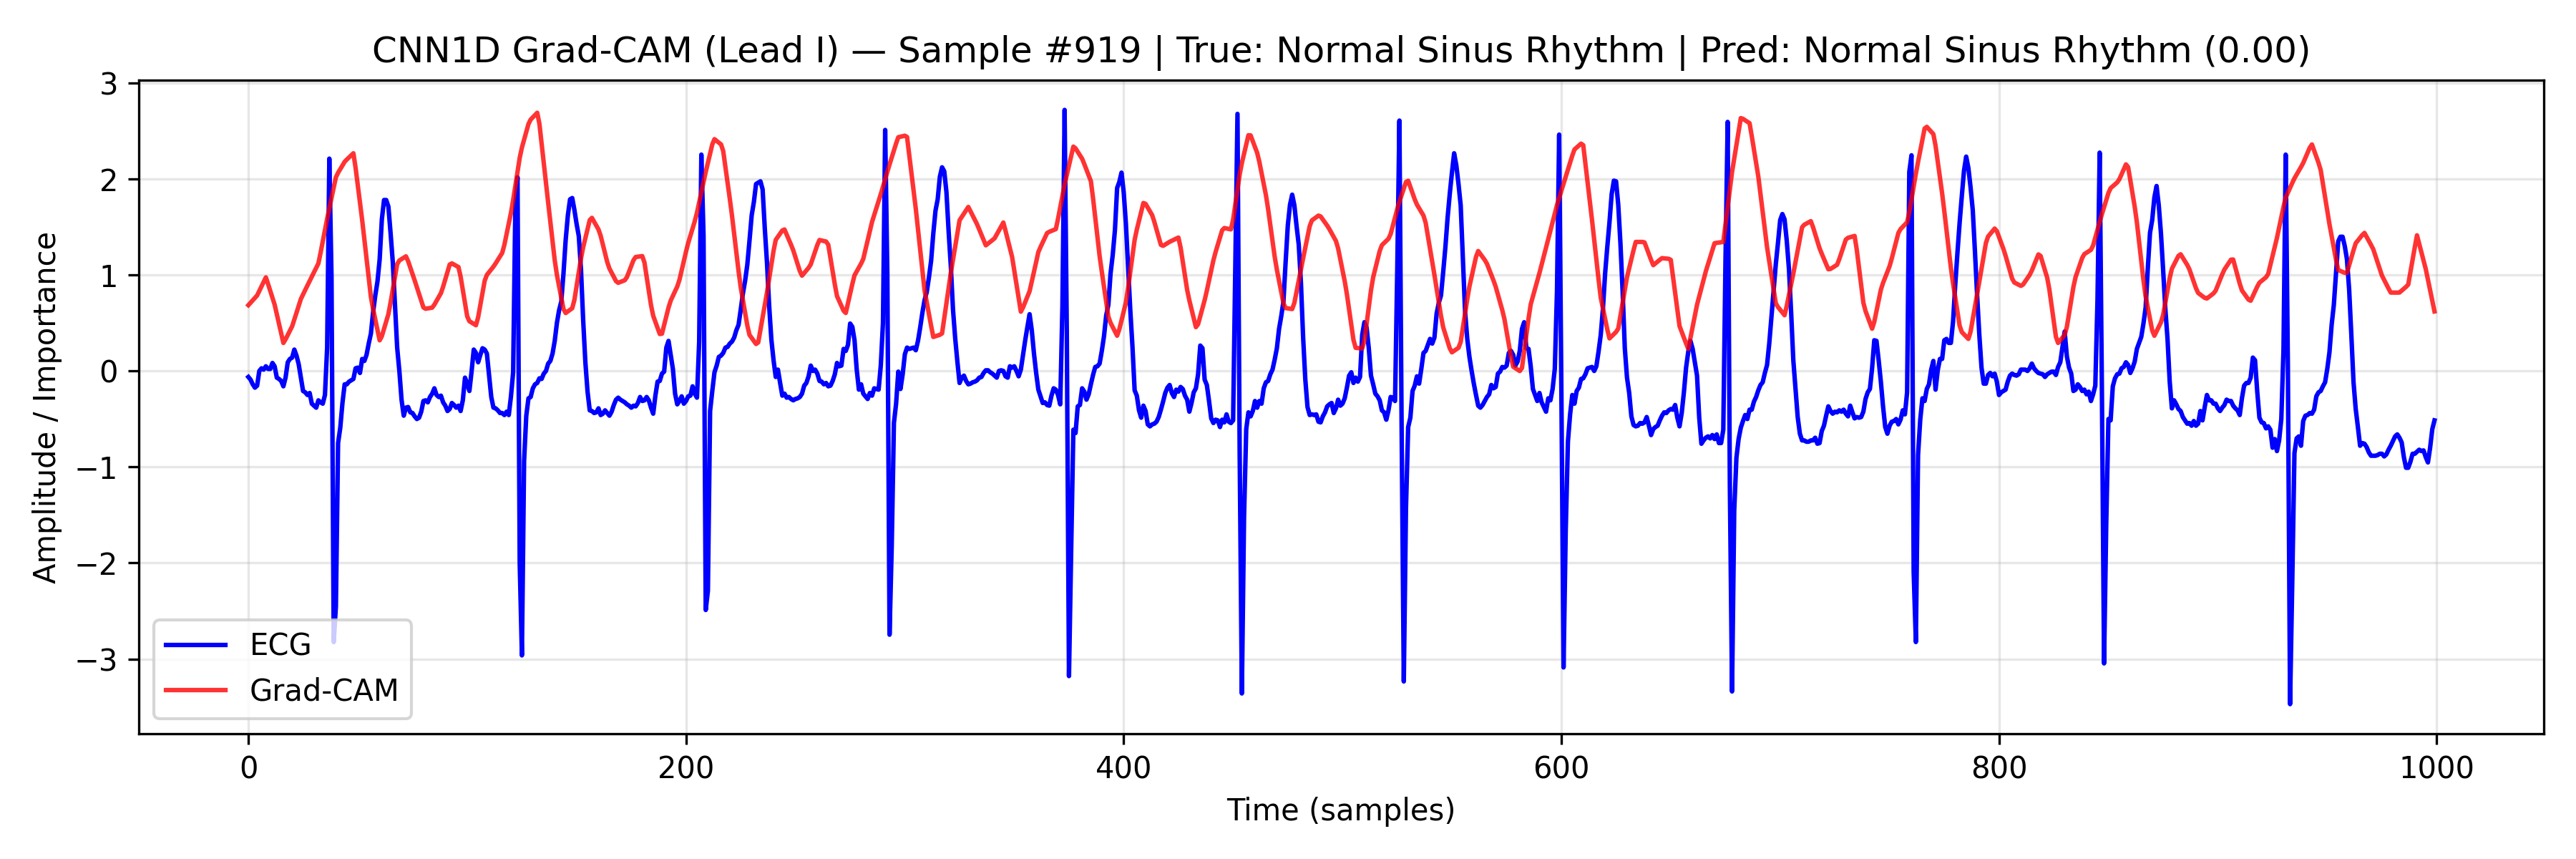 CNN1D Grad-CAM (Lead I) — Sample #919 | True: Normal Sinus Rhythm | Pred: Normal Sinus Rhythm (0.00)
Amplitude / Importance
3
2
1
0
−1
−2
−3
ECG
Grad-CAM
0 200 400 600 800 1000
Time (samples)